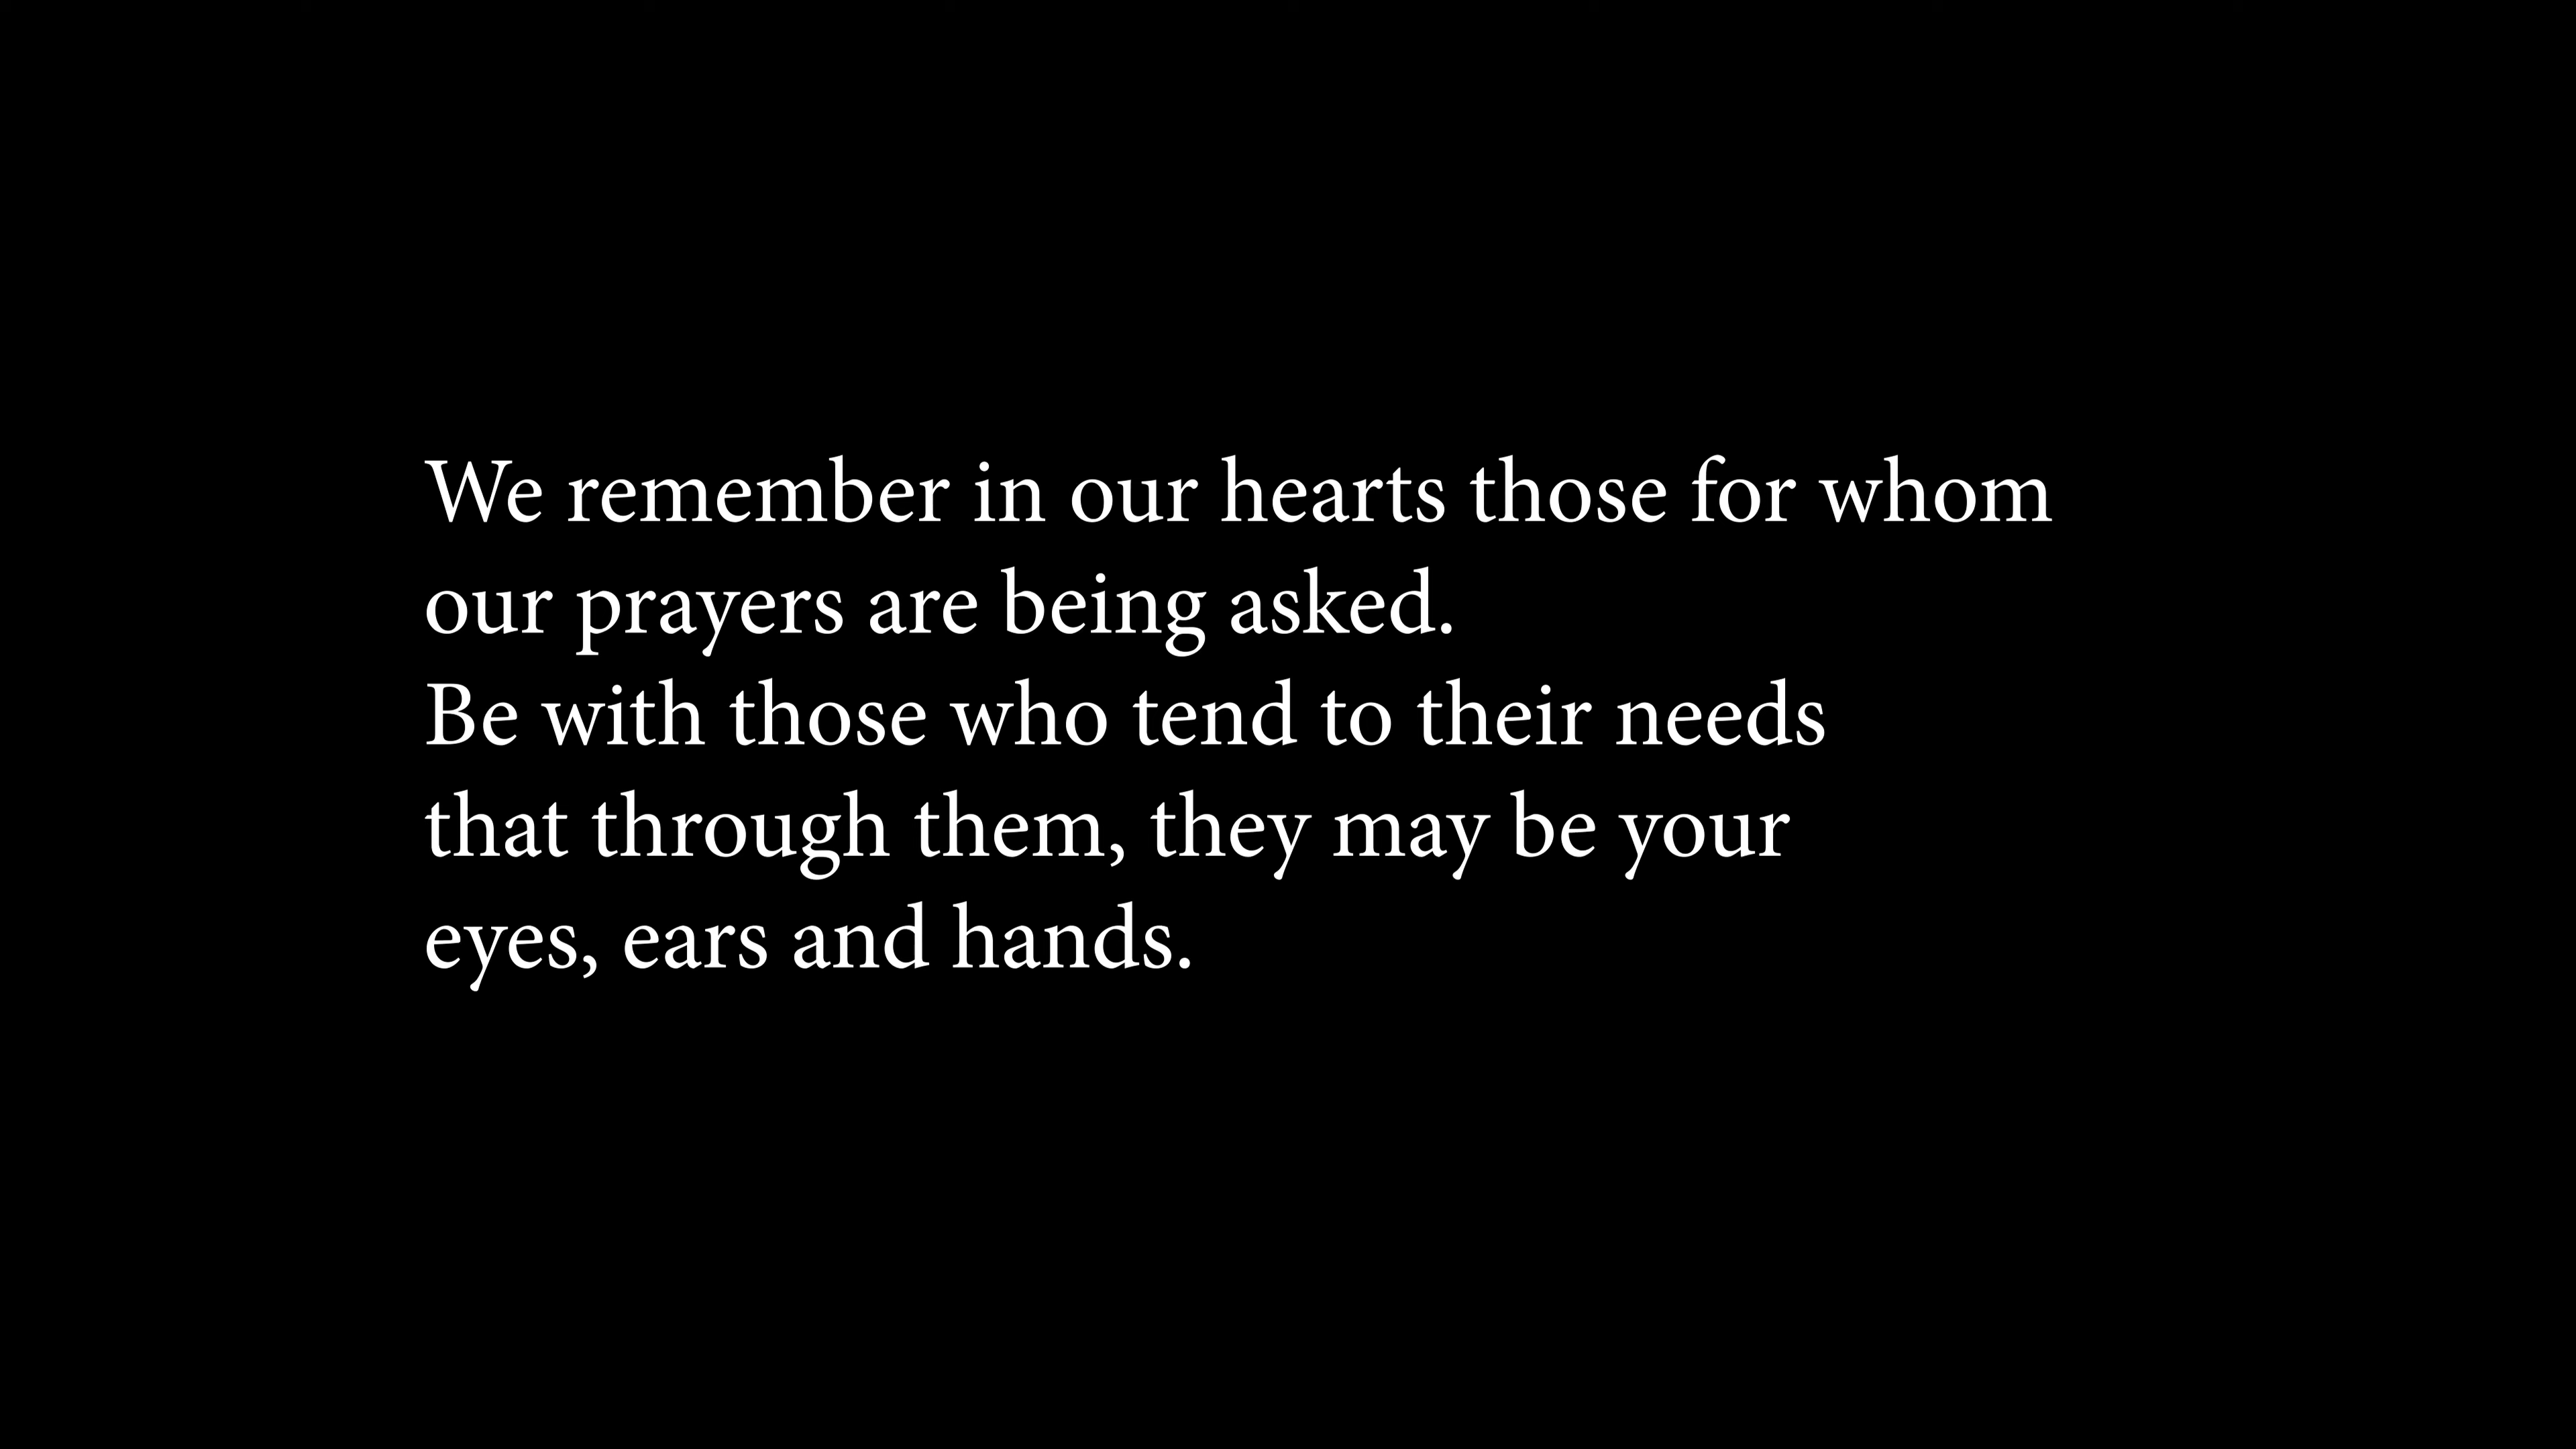 We remember in our hearts those for whom
our prayers are being asked.
Be with those who tend to their needs
that through them, they may be your
eyes, ears and hands.